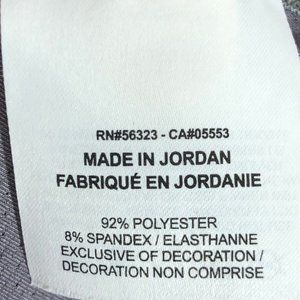 RN#56323 - CA#05553
MADE IN JORDAN
FABRIQUÉ EN JORDANIE
92% POLYESTER
8% SPANDEX / ELASTHANNE
EXCLUSIVE OF DECORATION /
DECORATION NON COMPRISE